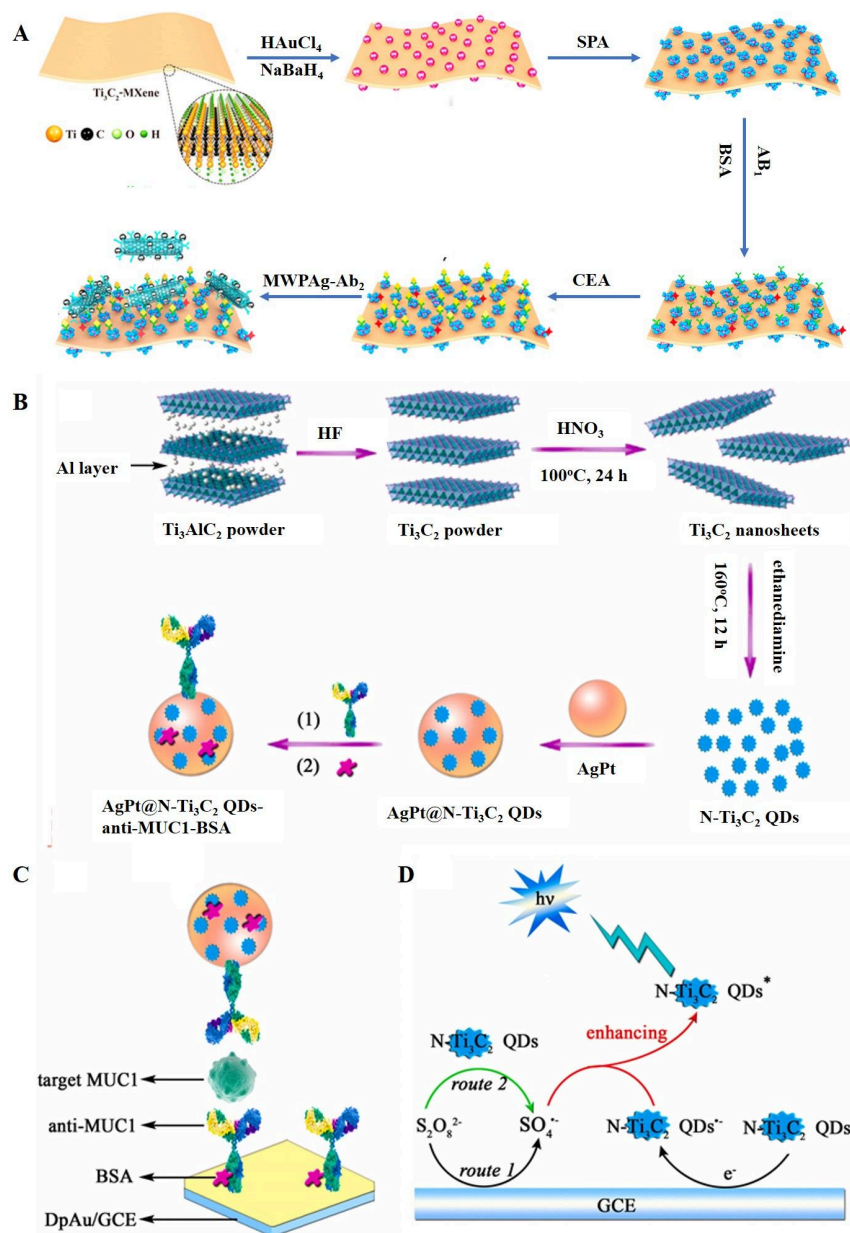 A
HAuCl₄
NaBaH₄
SPA
Ti₃C₂-MXene
Ti C O H
AB₁
BSA
MWPAg-Ab₂
CEA
B
Al layer
HF
HNO₃
100°C, 24 h
Ti₃AlC₂ powder
Ti₃C₂ powder
Ti₃C₂ nanosheets
ethanediamine
160°C, 12 h
(1)
(2)
AgPt
AgPt@N-Ti₃C₂ QDs-
anti-MUC1-BSA
AgPt@N-Ti₃C₂ QDs
N-Ti₃C₂ QDs
C
target MUC1
anti-MUC1
BSA
DpAu/GCE
D
hν
N-Ti₃C₂ QDs*
enhancing
N-Ti₃C₂ QDs
route 2
S₂O₈²⁻
SO₄•⁻
N-Ti₃C₂ QDs•⁻
N-Ti₃C₂ QDs
route 1
e⁻
GCE